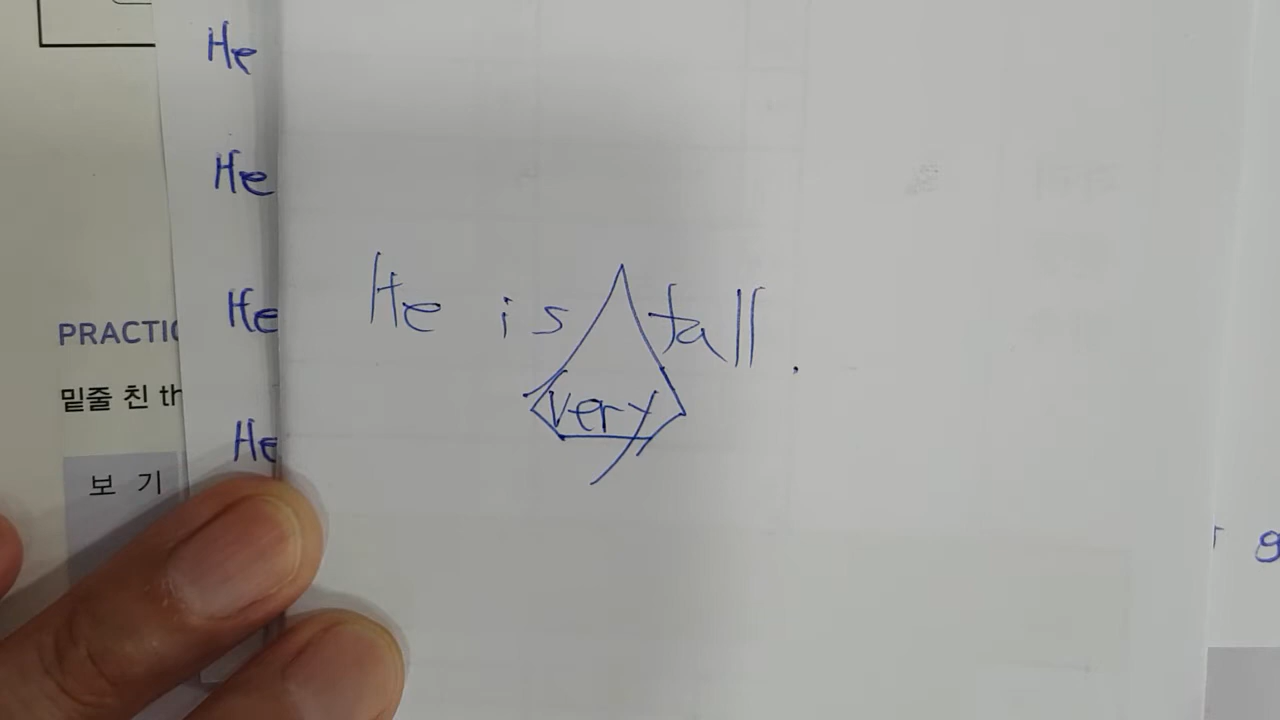 He
He
He is tall.
very
He
He
PRACTIC
밑줄 친 th
보 기